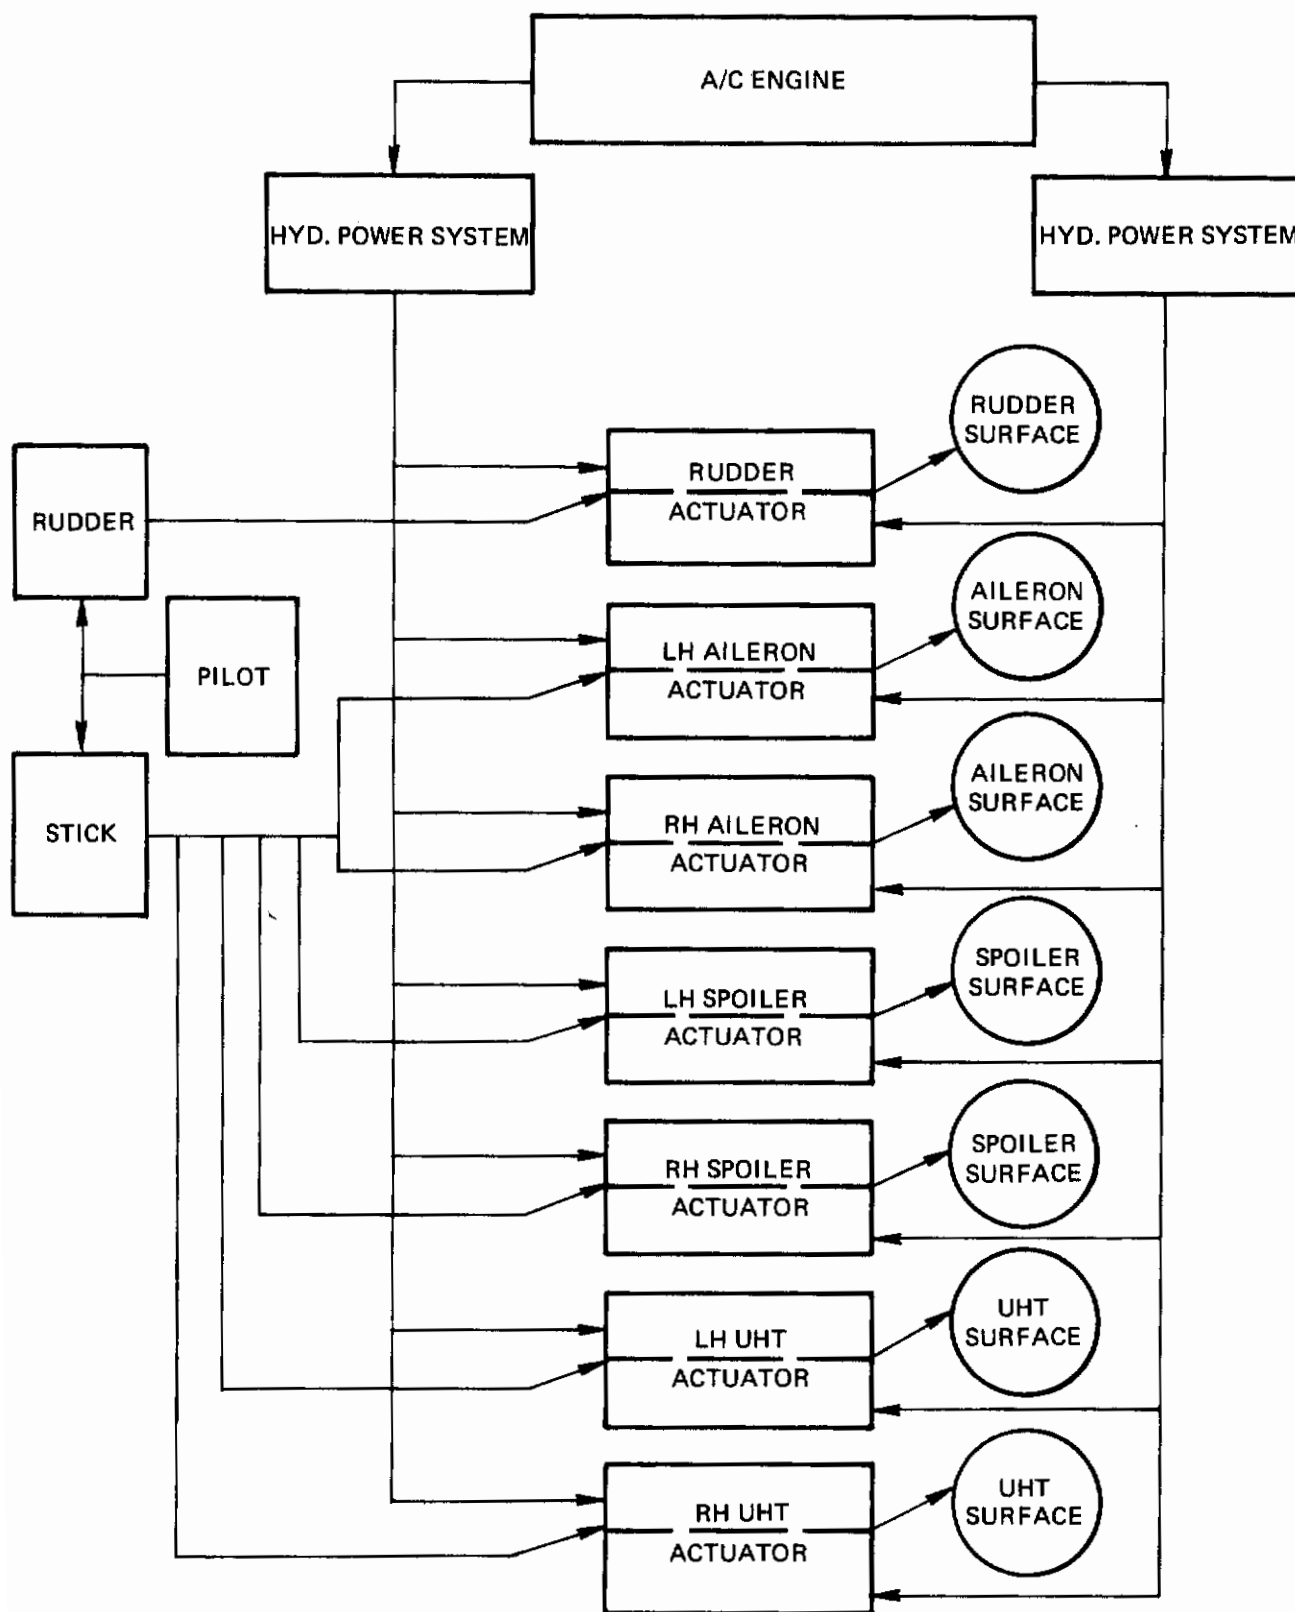 A/C ENGINE
HYD. POWER SYSTEM
HYD. POWER SYSTEM
RUDDER
SURFACE
RUDDER
ACTUATOR
RUDDER
AILERON
SURFACE
LH AILERON
ACTUATOR
PILOT
AILERON
SURFACE
RH AILERON
ACTUATOR
STICK
SPOILER
SURFACE
LH SPOILER
ACTUATOR
SPOILER
SURFACE
RH SPOILER
ACTUATOR
UHT
SURFACE
LH UHT
ACTUATOR
UHT
SURFACE
RH UHT
ACTUATOR